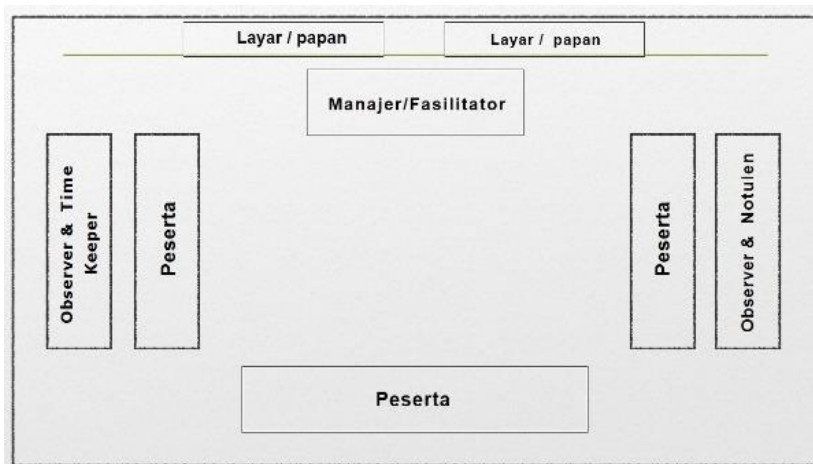 Layar / papan
Layar / papan
Manajer/Fasilitator
Observer & Time
Keeper
Peserta
Peserta
Observer & Notulen
Peserta